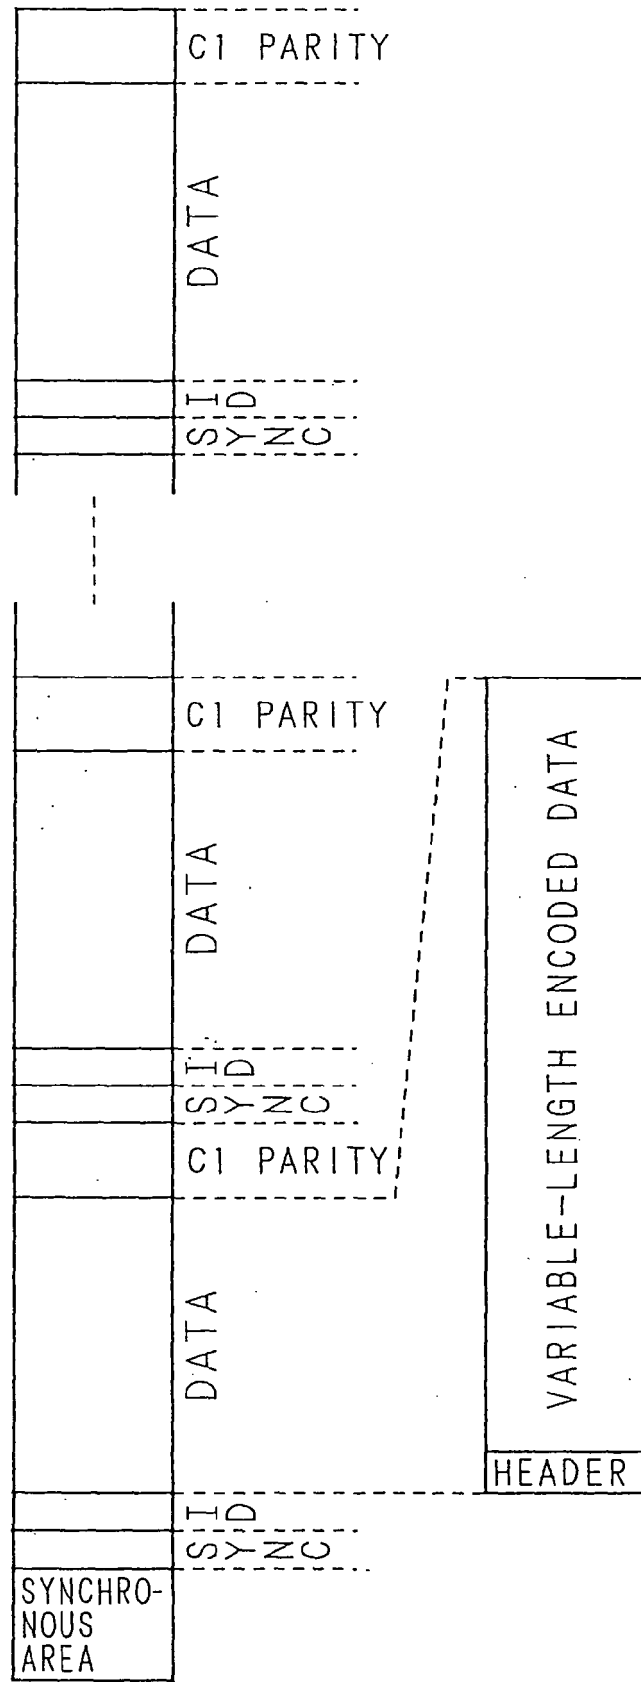 C1 PARITY
DATA
ID
SYNC
C1 PARITY
DATA
ID
SYNC
C1 PARITY
DATA
ID
SYNC
SYNCHRO-
NOUS
AREA
VARIABLE-LENGTH ENCODED DATA
HEADER